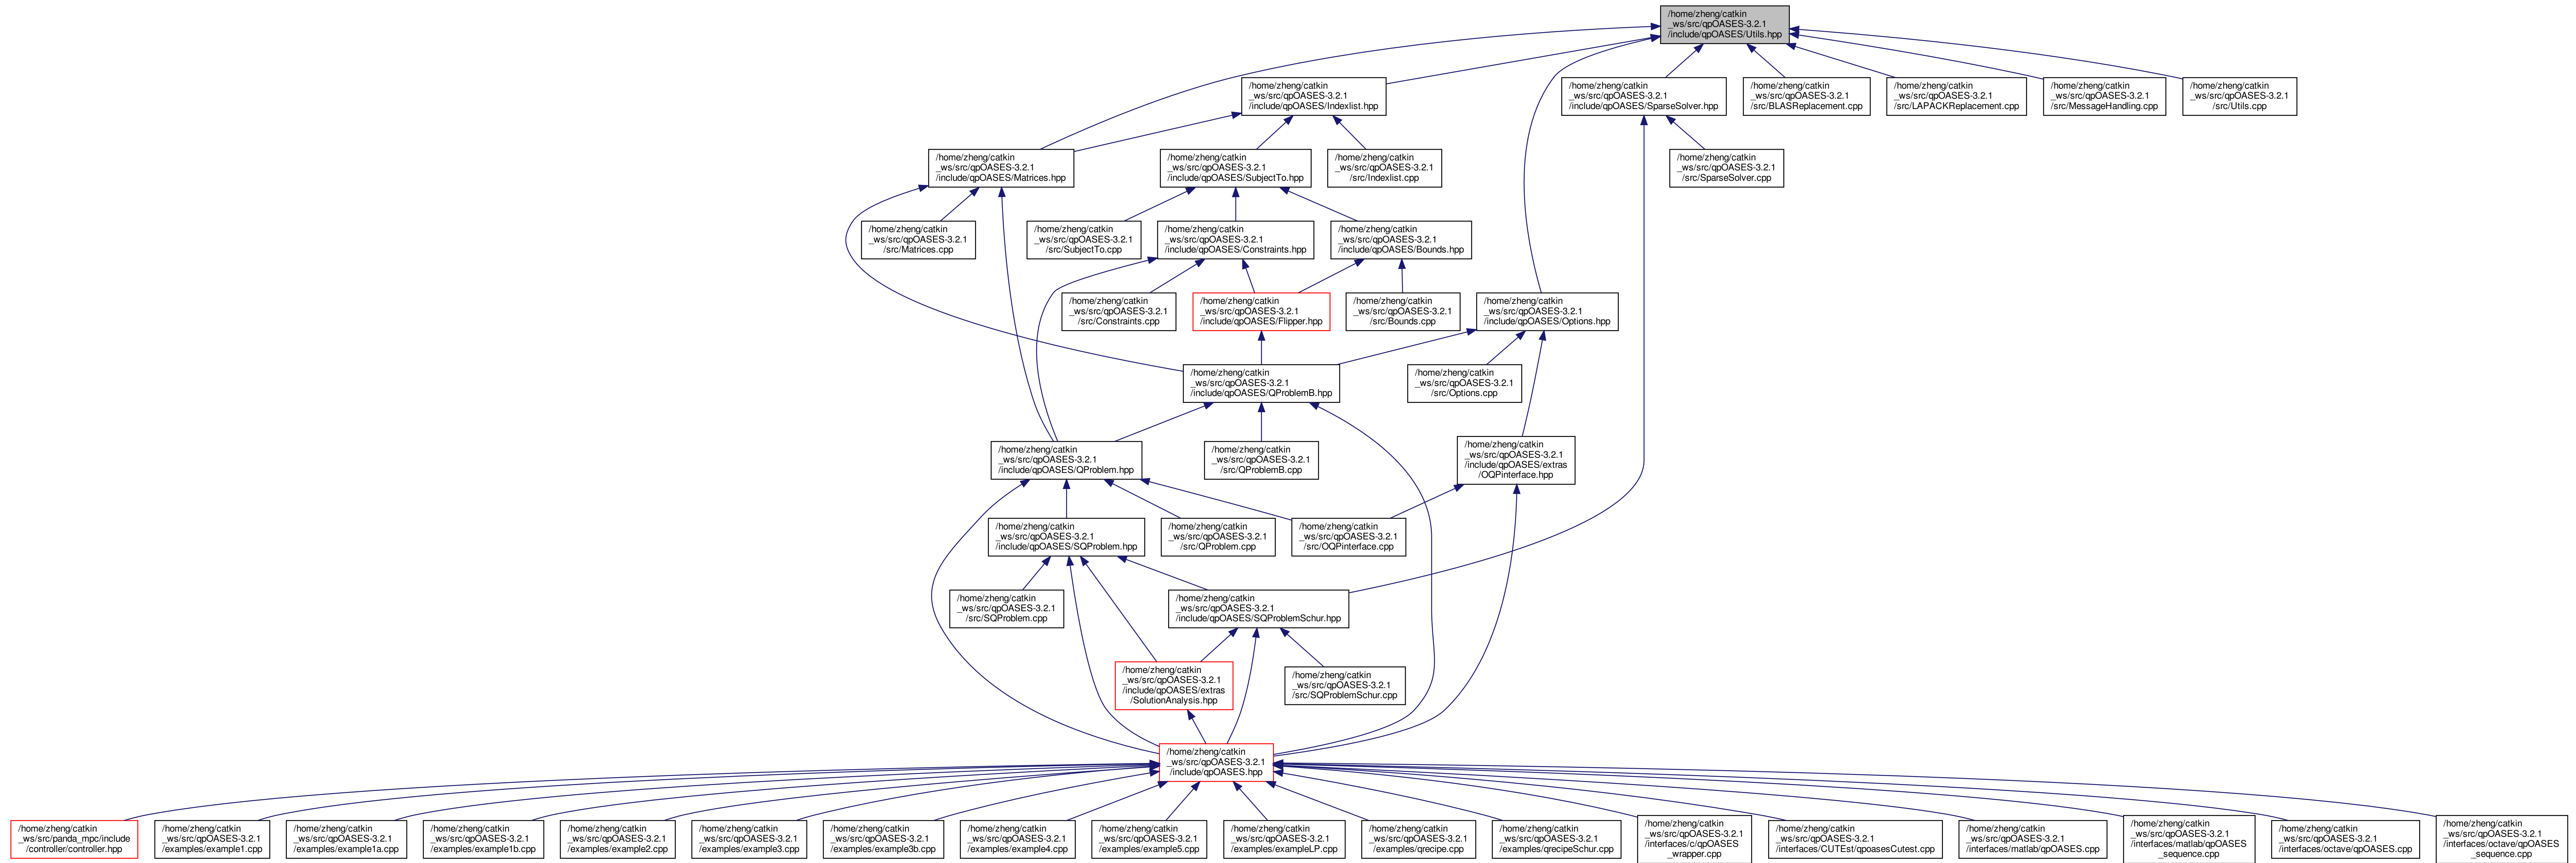 /home/zheng/catkin
_ws/src/qpOASES-3.2.1
/include/qpOASES/Utils.hpp
/home/zheng/catkin
_ws/src/qpOASES-3.2.1
/include/qpOASES/Indexlist.hpp
/home/zheng/catkin
_ws/src/qpOASES-3.2.1
/include/qpOASES/SparseSolver.hpp
/home/zheng/catkin
_ws/src/qpOASES-3.2.1
/src/BLASReplacement.cpp
/home/zheng/catkin
_ws/src/qpOASES-3.2.1
/src/LAPACKReplacement.cpp
/home/zheng/catkin
_ws/src/qpOASES-3.2.1
/src/MessageHandling.cpp
/home/zheng/catkin
_ws/src/qpOASES-3.2.1
/src/Utils.cpp
/home/zheng/catkin
_ws/src/qpOASES-3.2.1
/include/qpOASES/Matrices.hpp
/home/zheng/catkin
_ws/src/qpOASES-3.2.1
/include/qpOASES/SubjectTo.hpp
/home/zheng/catkin
_ws/src/qpOASES-3.2.1
/src/Indexlist.cpp
/home/zheng/catkin
_ws/src/qpOASES-3.2.1
/src/SparseSolver.cpp
/home/zheng/catkin
_ws/src/qpOASES-3.2.1
/src/Matrices.cpp
/home/zheng/catkin
_ws/src/qpOASES-3.2.1
/src/SubjectTo.cpp
/home/zheng/catkin
_ws/src/qpOASES-3.2.1
/include/qpOASES/Constraints.hpp
/home/zheng/catkin
_ws/src/qpOASES-3.2.1
/include/qpOASES/Bounds.hpp
/home/zheng/catkin
_ws/src/qpOASES-3.2.1
/src/Constraints.cpp
/home/zheng/catkin
_ws/src/qpOASES-3.2.1
/include/qpOASES/Flipper.hpp
/home/zheng/catkin
_ws/src/qpOASES-3.2.1
/src/Bounds.cpp
/home/zheng/catkin
_ws/src/qpOASES-3.2.1
/include/qpOASES/Options.hpp
/home/zheng/catkin
_ws/src/qpOASES-3.2.1
/include/qpOASES/QProblemB.hpp
/home/zheng/catkin
_ws/src/qpOASES-3.2.1
/src/Options.cpp
/home/zheng/catkin
_ws/src/qpOASES-3.2.1
/include/qpOASES/QProblem.hpp
/home/zheng/catkin
_ws/src/qpOASES-3.2.1
/src/QProblemB.cpp
/home/zheng/catkin
_ws/src/qpOASES-3.2.1
/include/qpOASES/extras
/OQPinterface.hpp
/home/zheng/catkin
_ws/src/qpOASES-3.2.1
/include/qpOASES/SQProblem.hpp
/home/zheng/catkin
_ws/src/qpOASES-3.2.1
/src/QProblem.cpp
/home/zheng/catkin
_ws/src/qpOASES-3.2.1
/src/OQPinterface.cpp
/home/zheng/catkin
_ws/src/qpOASES-3.2.1
/src/SQProblem.cpp
/home/zheng/catkin
_ws/src/qpOASES-3.2.1
/include/qpOASES/SQProblemSchur.hpp
/home/zheng/catkin
_ws/src/qpOASES-3.2.1
/include/qpOASES/extras
/SolutionAnalysis.hpp
/home/zheng/catkin
_ws/src/qpOASES-3.2.1
/src/SQProblemSchur.cpp
/home/zheng/catkin
_ws/src/qpOASES-3.2.1
/include/qpOASES.hpp
/home/zheng/catkin
_ws/src/panda_mpc/include
/controller/controller.hpp
/home/zheng/catkin
_ws/src/qpOASES-3.2.1
/examples/example1.cpp
/home/zheng/catkin
_ws/src/qpOASES-3.2.1
/examples/example1a.cpp
/home/zheng/catkin
_ws/src/qpOASES-3.2.1
/examples/example1b.cpp
/home/zheng/catkin
_ws/src/qpOASES-3.2.1
/examples/example2.cpp
/home/zheng/catkin
_ws/src/qpOASES-3.2.1
/examples/example3.cpp
/home/zheng/catkin
_ws/src/qpOASES-3.2.1
/examples/example3b.cpp
/home/zheng/catkin
_ws/src/qpOASES-3.2.1
/examples/example4.cpp
/home/zheng/catkin
_ws/src/qpOASES-3.2.1
/examples/example5.cpp
/home/zheng/catkin
_ws/src/qpOASES-3.2.1
/examples/exampleLP.cpp
/home/zheng/catkin
_ws/src/qpOASES-3.2.1
/examples/qrecipe.cpp
/home/zheng/catkin
_ws/src/qpOASES-3.2.1
/examples/qrecipeSchur.cpp
/home/zheng/catkin
_ws/src/qpOASES-3.2.1
/interfaces/c/qpOASES
_wrapper.cpp
/home/zheng/catkin
_ws/src/qpOASES-3.2.1
/interfaces/CUTEst/qpoasesCutest.cpp
/home/zheng/catkin
_ws/src/qpOASES-3.2.1
/interfaces/matlab/qpOASES.cpp
/home/zheng/catkin
_ws/src/qpOASES-3.2.1
/interfaces/matlab/qpOASES
_sequence.cpp
/home/zheng/catkin
_ws/src/qpOASES-3.2.1
/interfaces/octave/qpOASES.cpp
/home/zheng/catkin
_ws/src/qpOASES-3.2.1
/interfaces/octave/qpOASES
_sequence.cpp